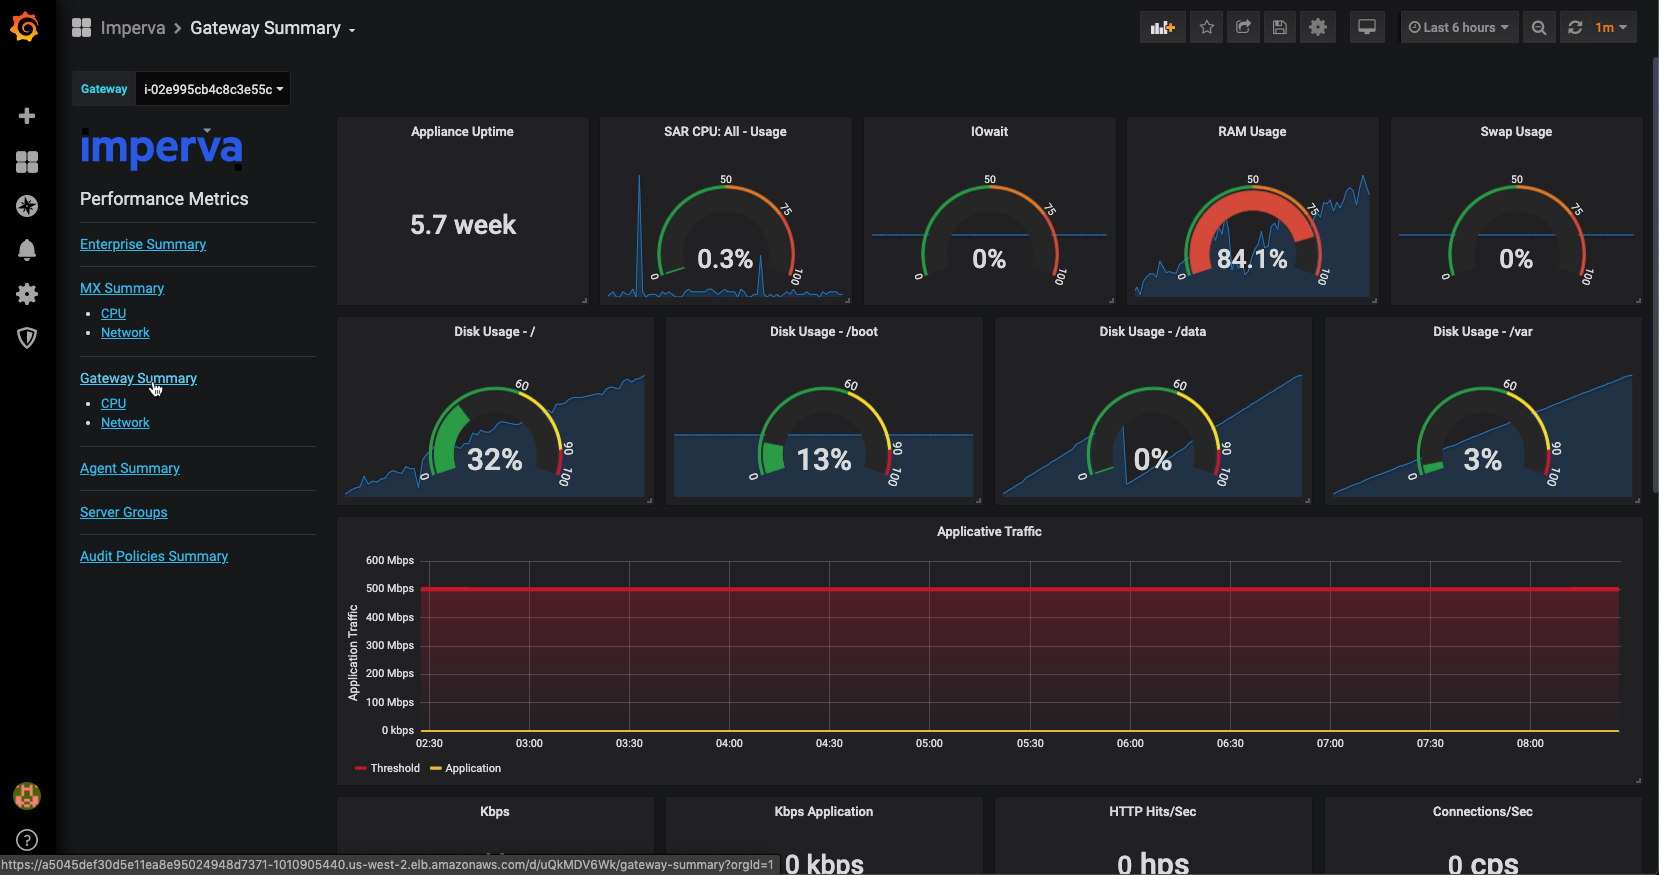 Imperva > Gateway Summary
Last 6 hours
1m
Gateway
i-02e995cb4c8c3e55c
imperva
Performance Metrics
Enterprise Summary
MX Summary
• CPU
• Network
Gateway Summary
• CPU
• Network
Agent Summary
Server Groups
Audit Policies Summary
Appliance Uptime
5.7 week
SAR CPU: All - Usage
0
50
75
100
0.3%
IOwait
0
50
75
100
0%
RAM Usage
0
50
75
100
84.1%
Swap Usage
0
50
75
100
0%
Disk Usage - /
0
60
90
100
32%
Disk Usage - /boot
0
60
90
100
13%
Disk Usage - /data
0
60
90
100
0%
Disk Usage - /var
0
60
90
100
3%
Applicative Traffic
Application Traffic
600 Mbps
500 Mbps
400 Mbps
300 Mbps
200 Mbps
100 Mbps
0 kbps
02:30 03:00 03:30 04:00 04:30 05:00 05:30 06:00 06:30 07:00 07:30 08:00
Threshold Application
Kbps
Kbps Application
0 kbps
HTTP Hits/Sec
0 hps
Connections/Sec
0 cps
?
https://a5045def30d5e11ea8e95024948d7371-1010905440.us-west-2.elb.amazonaws.com/d/uQkMDV6Wk/gateway-summary?orgId=1